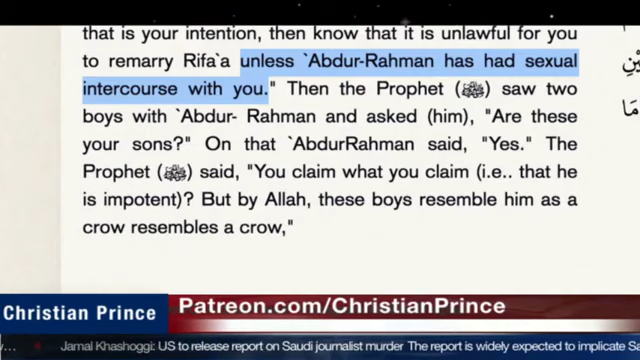 that is your intention, then know that it is unlawful for you
to remarry Rifa`a unless `Abdur-Rahman has had sexual
intercourse with you." Then the Prophet (ﷺ) saw two
boys with `Abdur- Rahman and asked (him), "Are these
your sons?" On that `AbdurRahman said, "Yes." The
Prophet (ﷺ) said, "You claim what you claim (i.e.. that he
is impotent)? But by Allah, these boys resemble him as a
crow resembles a crow,"
مَا
Christian Prince
Patreon.com/ChristianPrince
Jamal Khashoggi: US to release report on Saudi journalist murder The report is widely expected to implicate